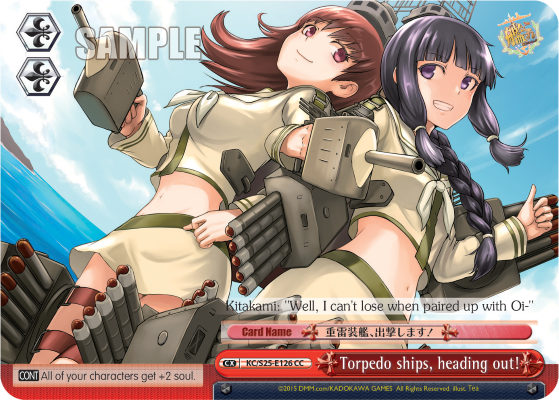 SAMPLE
Kitakami: "Well, I can't lose when paired up with Oi-"
Card Name 重雷装艦、出撃します!
CX KC/S25-E126 CC Torpedo ships, heading out!
CONT All of your characters get +2 soul.
©2015 DMM.com/KADOKAWA GAMES All Rights Reserved. illust. Tea